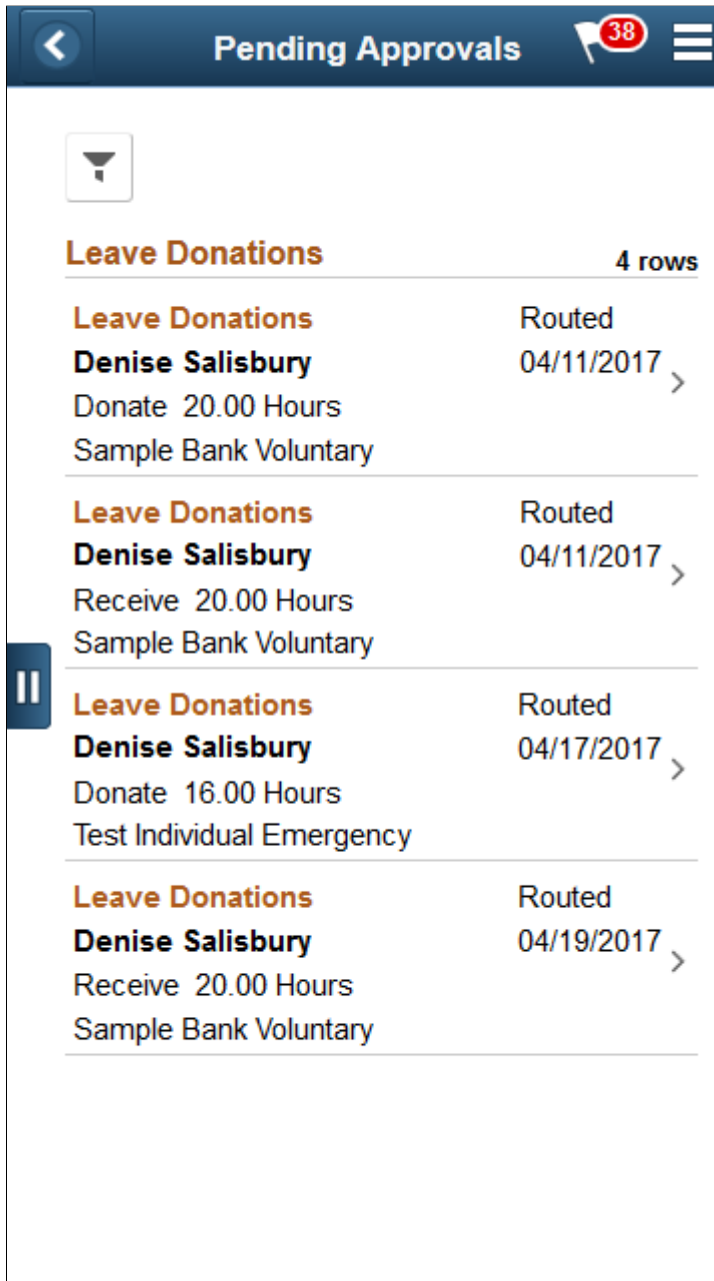 Pending Approvals 38
Leave Donations 4 rows
Leave Donations Routed
Denise Salisbury 04/11/2017
Donate 20.00 Hours
Sample Bank Voluntary
Leave Donations Routed
Denise Salisbury 04/11/2017
Receive 20.00 Hours
Sample Bank Voluntary
Leave Donations Routed
Denise Salisbury 04/17/2017
Donate 16.00 Hours
Test Individual Emergency
Leave Donations Routed
Denise Salisbury 04/19/2017
Receive 20.00 Hours
Sample Bank Voluntary